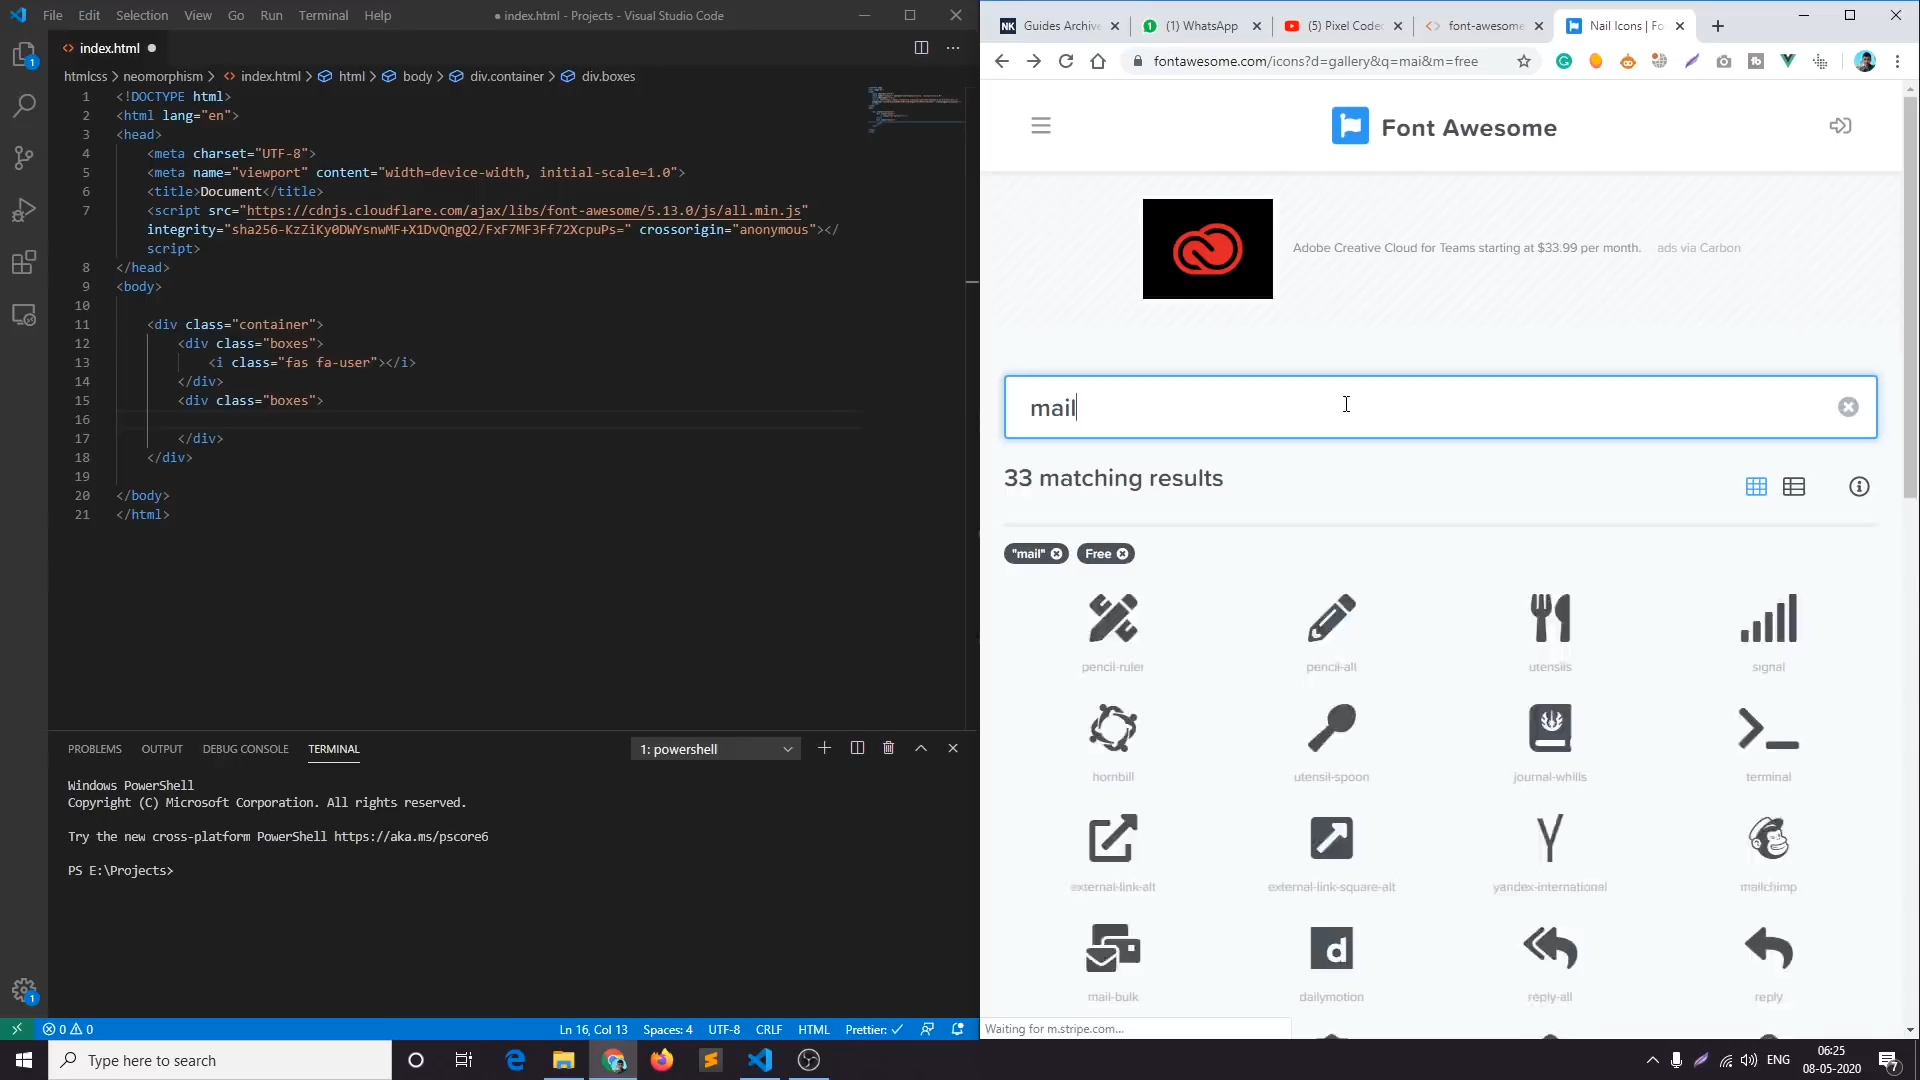 File Edit Selection View Go Run Terminal Help
● index.html - Projects - Visual Studio Code
index.html
htmlcss > neomorphism > index.html > html > body > div.container > div.boxes
1 <!DOCTYPE html>
2 <html lang="en">
3 <head>
4 <meta charset="UTF-8">
5 <meta name="viewport" content="width=device-width, initial-scale=1.0">
6 <title>Document</title>
7 <script src="https://cdnjs.cloudflare.com/ajax/libs/font-awesome/5.13.0/js/all.min.js"
integrity="sha256-KzZiKy0DWYsnwMF+X1DvQngQ2/FxF7MF3Ff72XcpuPs=" crossorigin="anonymous"></
script>
8 </head>
9 <body>
10
11 <div class="container">
12 <div class="boxes">
13 <i class="fas fa-user"></i>
14 </div>
15 <div class="boxes">
16
17 </div>
18 </div>
19
20 </body>
21 </html>
PROBLEMS OUTPUT DEBUG CONSOLE TERMINAL
1: powershell
Windows PowerShell
Copyright (C) Microsoft Corporation. All rights reserved.
Try the new cross-platform PowerShell https://aka.ms/pscore6
PS E:\Projects>
0 0
Ln 16, Col 13 Spaces: 4 UTF-8 CRLF HTML Prettier: ✓
Guides Archive
(1) WhatsApp
(5) Pixel Codec
font-awesome
Nail Icons | Fo
fontawesome.com/icons?d=gallery&q=mai&m=free
Font Awesome
Adobe Creative Cloud for Teams starting at $33.99 per month. ads via Carbon
mail
33 matching results
"mail" Free
pencil-ruler pencil-alt utensils signal
hornbill utensil-spoon journal-whills terminal
external-link-alt external-link-square-alt yandex-international mailchimp
mail-bulk dailymotion reply-all reply
Waiting for m.stripe.com...
Type here to search
ENG
06:25
08-05-2020
7